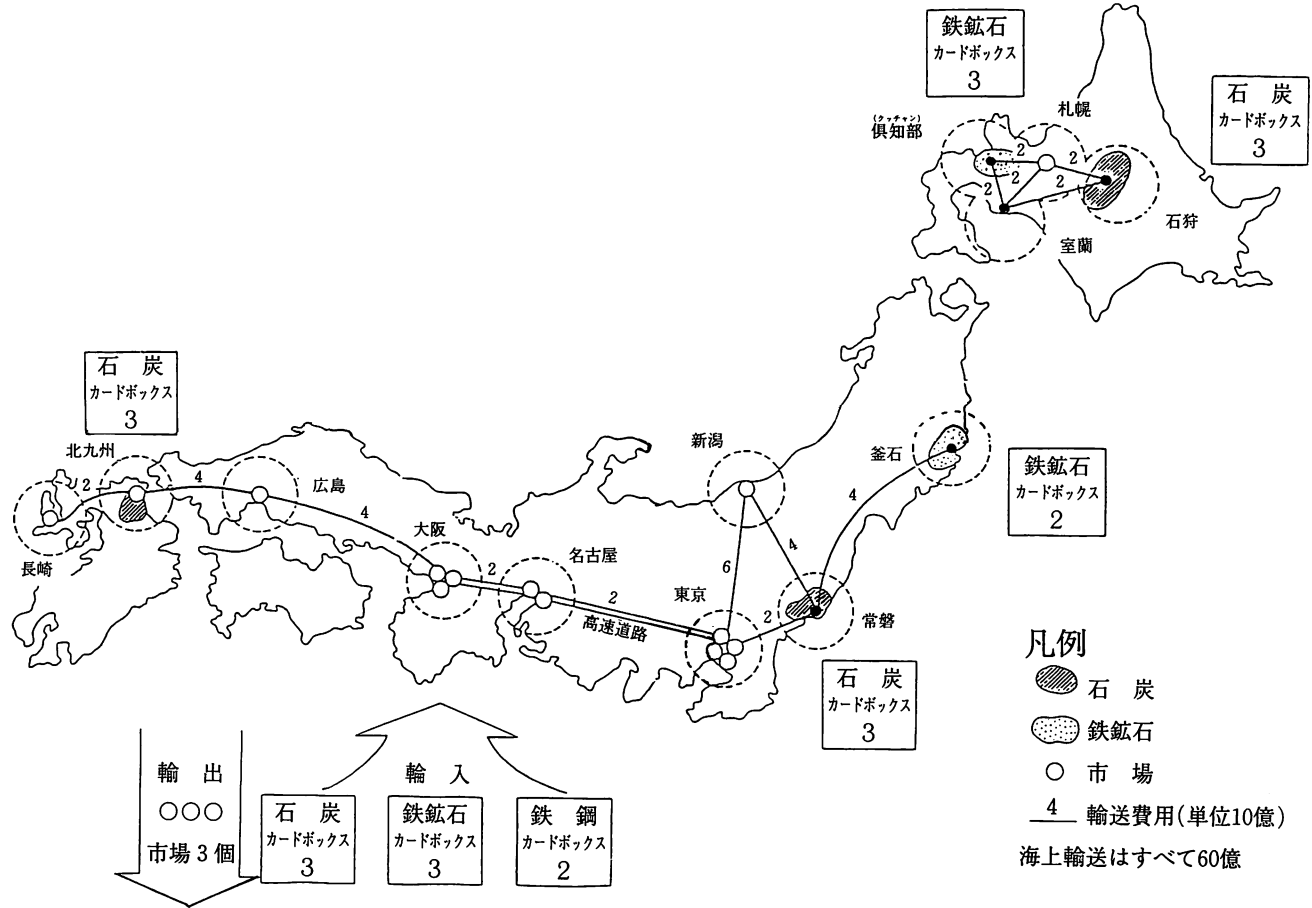 鉄鉱石
カードボックス
3
札幌
石　炭
カードボックス
3
(クッチャン)
倶知部
2
2
2
2
2
石狩
室蘭
石　炭
カードボックス
3
北九州
2
4
広島
4
長崎
大阪
2
名古屋
2
高速道路
東京
新潟
6
4
2
釜石
4
常磐
鉄鉱石
カードボックス
2
石　炭
カードボックス
3
輸　出
市場3個
輸　入
石　炭
カードボックス
3
鉄鉱石
カードボックス
3
鉄　鋼
カードボックス
2
凡例
石　炭
鉄鉱石
市　場
4 輸送費用(単位10億)
海上輸送はすべて60億